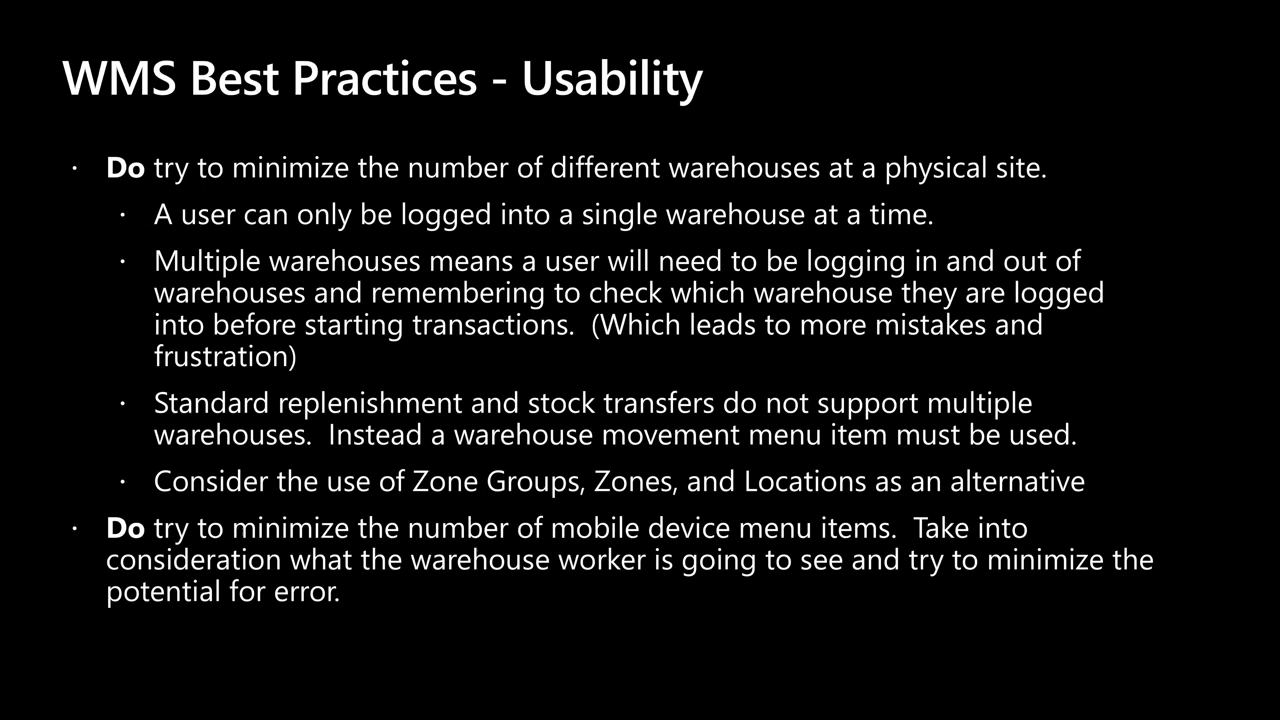 WMS Best Practices - Usability
· Do try to minimize the number of different warehouses at a physical site.
· A user can only be logged into a single warehouse at a time.
· Multiple warehouses means a user will need to be logging in and out of
warehouses and remembering to check which warehouse they are logged
into before starting transactions.  (Which leads to more mistakes and
frustration)
· Standard replenishment and stock transfers do not support multiple
warehouses.  Instead a warehouse movement menu item must be used.
· Consider the use of Zone Groups, Zones, and Locations as an alternative
· Do try to minimize the number of mobile device menu items.  Take into
consideration what the warehouse worker is going to see and try to minimize the
potential for error.